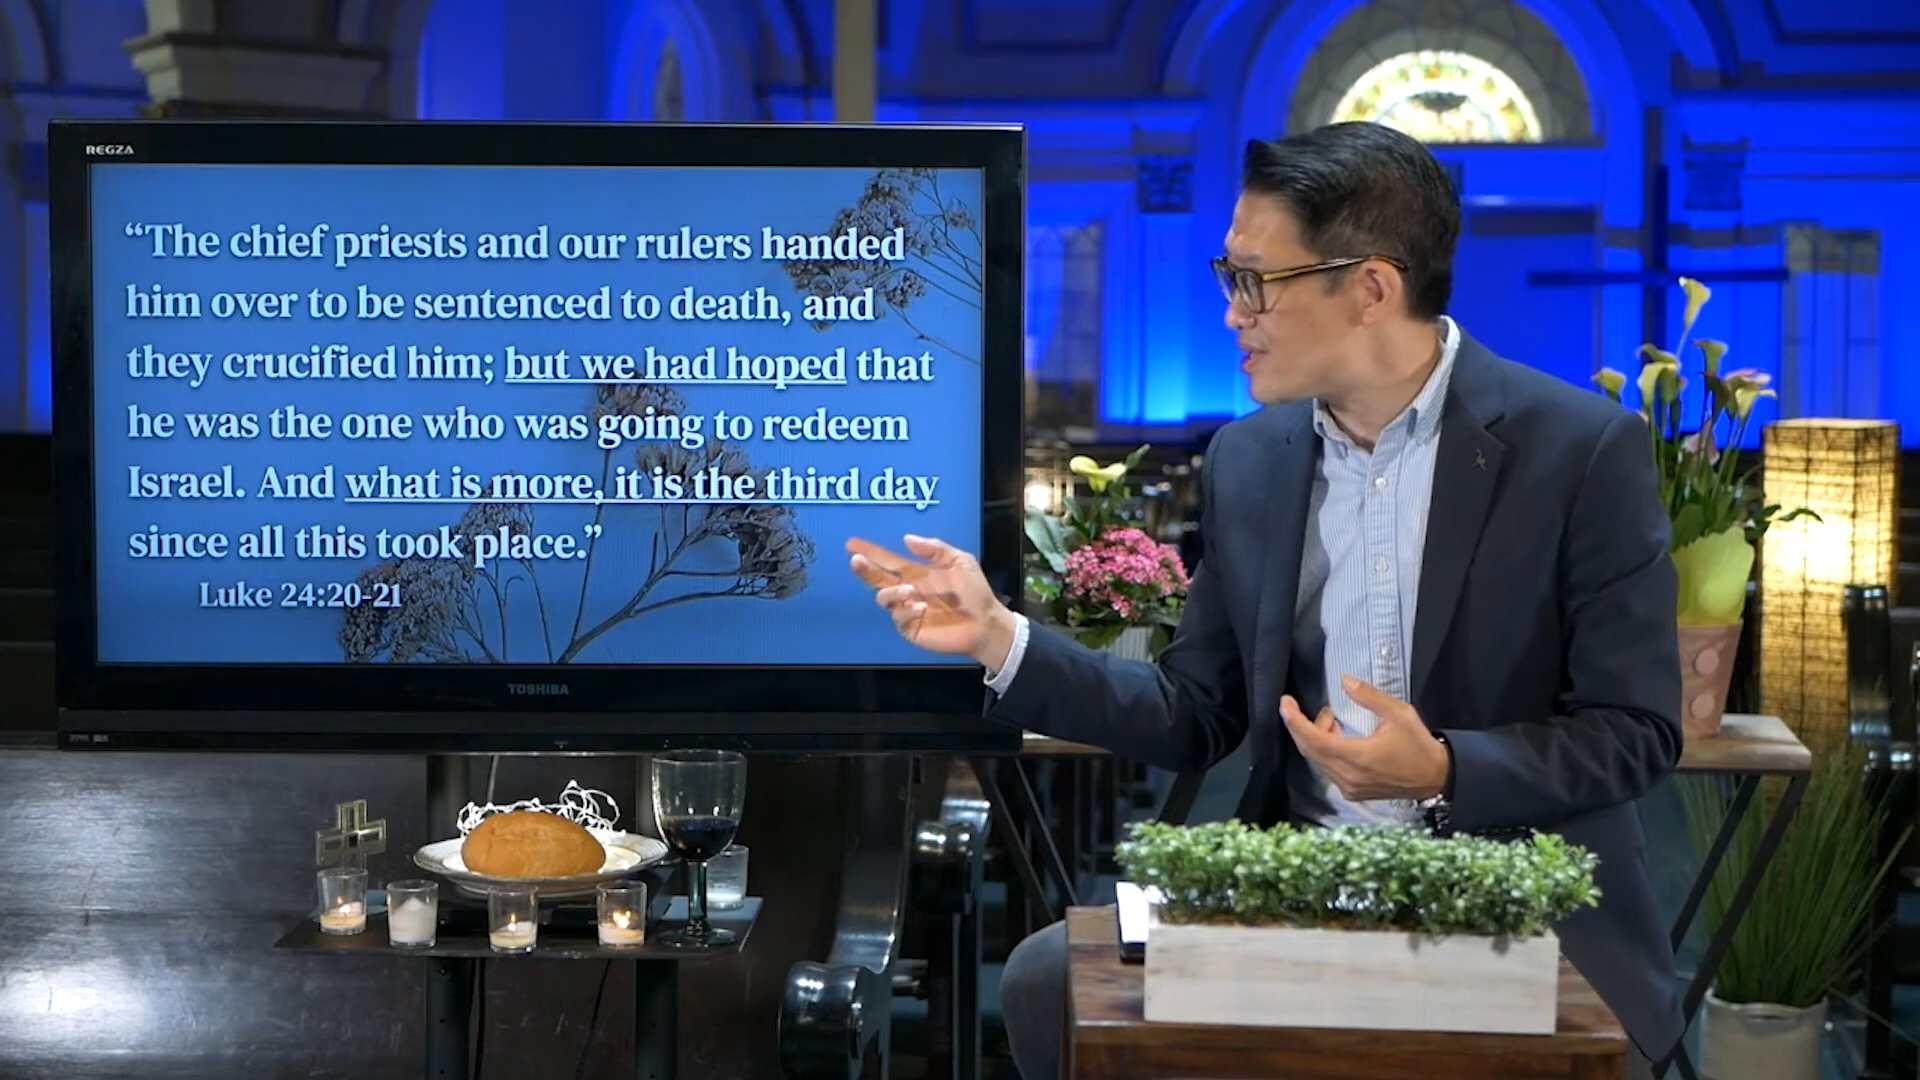 REGZA
“The chief priests and our rulers handed
him over to be sentenced to death, and
they crucified him; but we had hoped that
he was the one who was going to redeem
Israel. And what is more, it is the third day
since all this took place.”
Luke 24:20-21
TOSHIBA